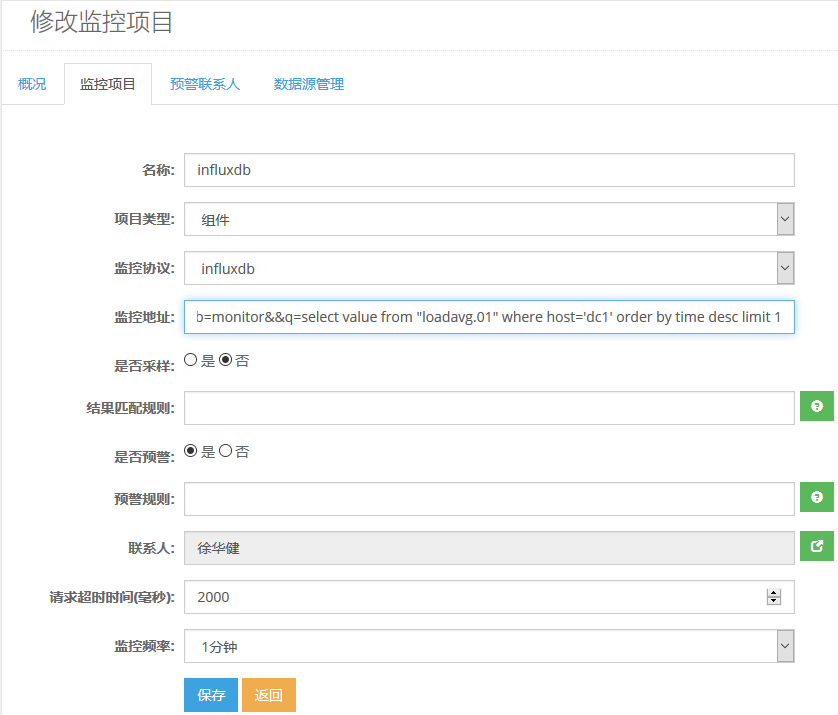 修改监控项目
概况 监控项目 预警联系人 数据源管理
名称: influxdb
项目类型: 组件
监控协议: influxdb
监控地址: b=monitor&&q=select value from "loadavg.01" where host='dc1' order by time desc limit 1
是否采样: 是 否
结果匹配规则:
是否预警: 是 否
预警规则:
联系人: 徐华健
请求超时时间(毫秒): 2000
监控频率: 1分钟
保存 返回